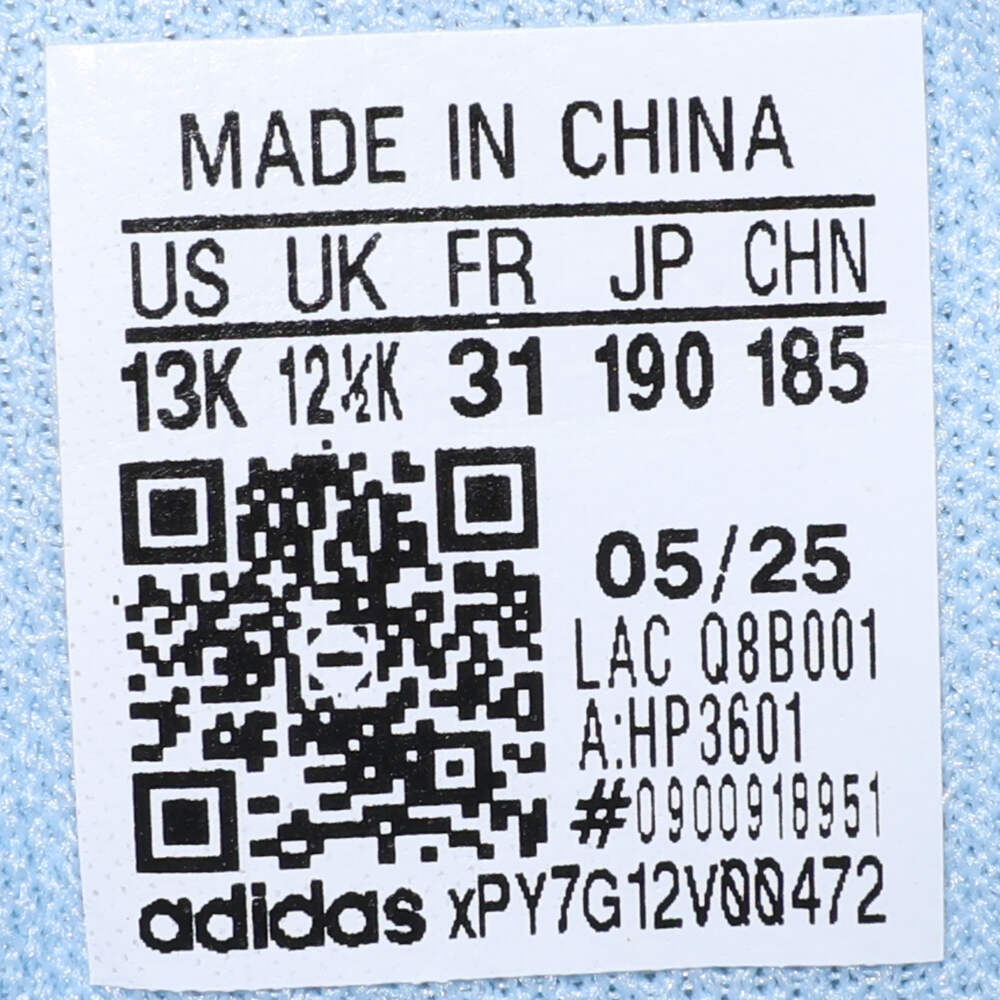 MADE IN CHINA
US UK FR JP CHN
13K 12½K 31 190 185
05/25
LAC Q8B001
A:HP3601
#0900918951
adidas xPY7G12V00472